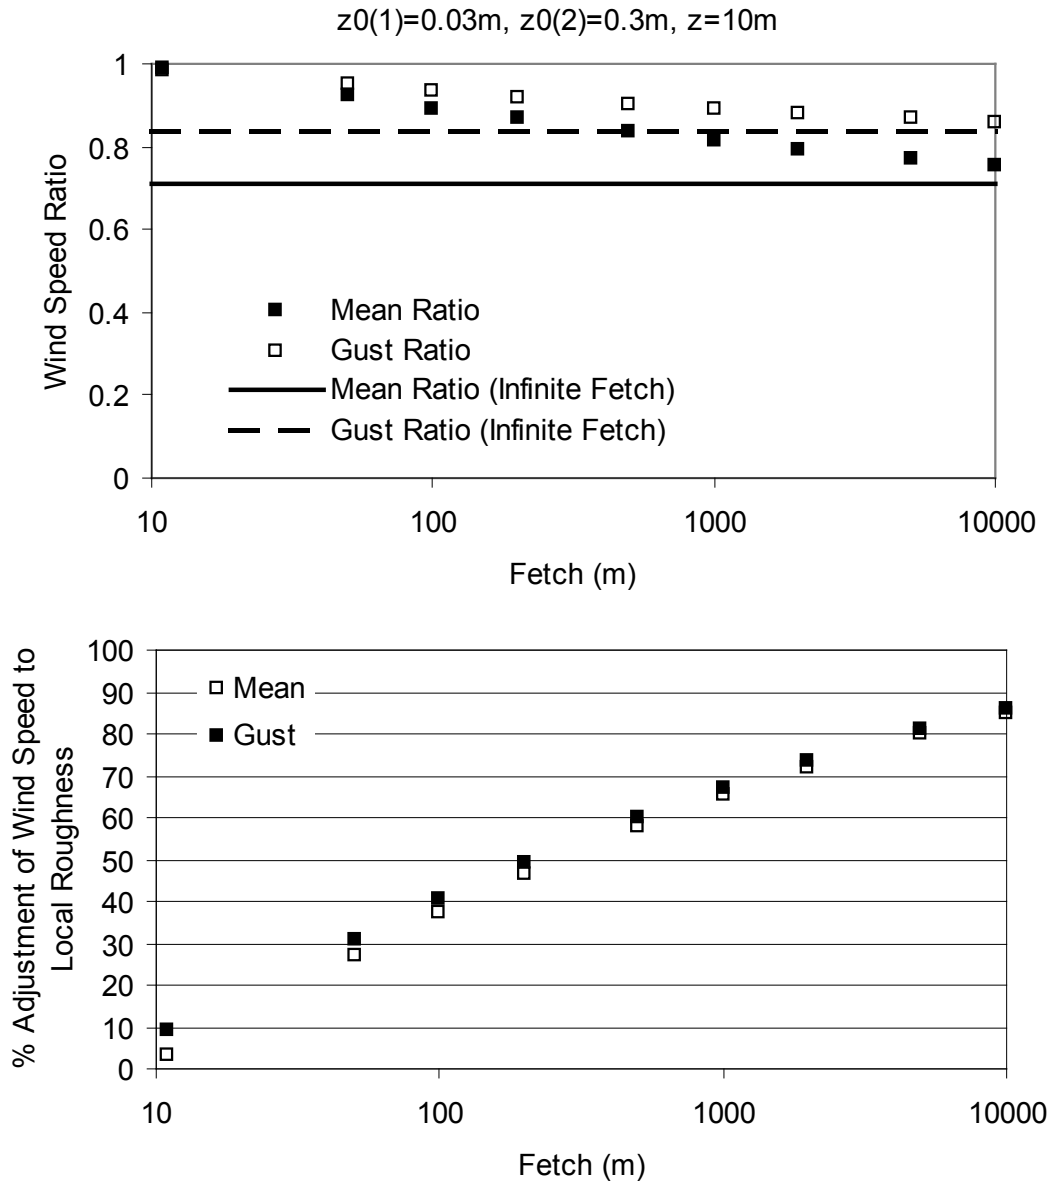 z0(1)=0.03m, z0(2)=0.3m, z=10m
1
0.8
0.6
0.4
0.2
0
Wind Speed Ratio
Mean Ratio
Gust Ratio
Mean Ratio (Infinite Fetch)
Gust Ratio (Infinite Fetch)
10 100 1000 10000
Fetch (m)
100
90
80
70
60
50
40
30
20
10
0
% Adjustment of Wind Speed to
Local Roughness
Mean
Gust
10 100 1000 10000
Fetch (m)